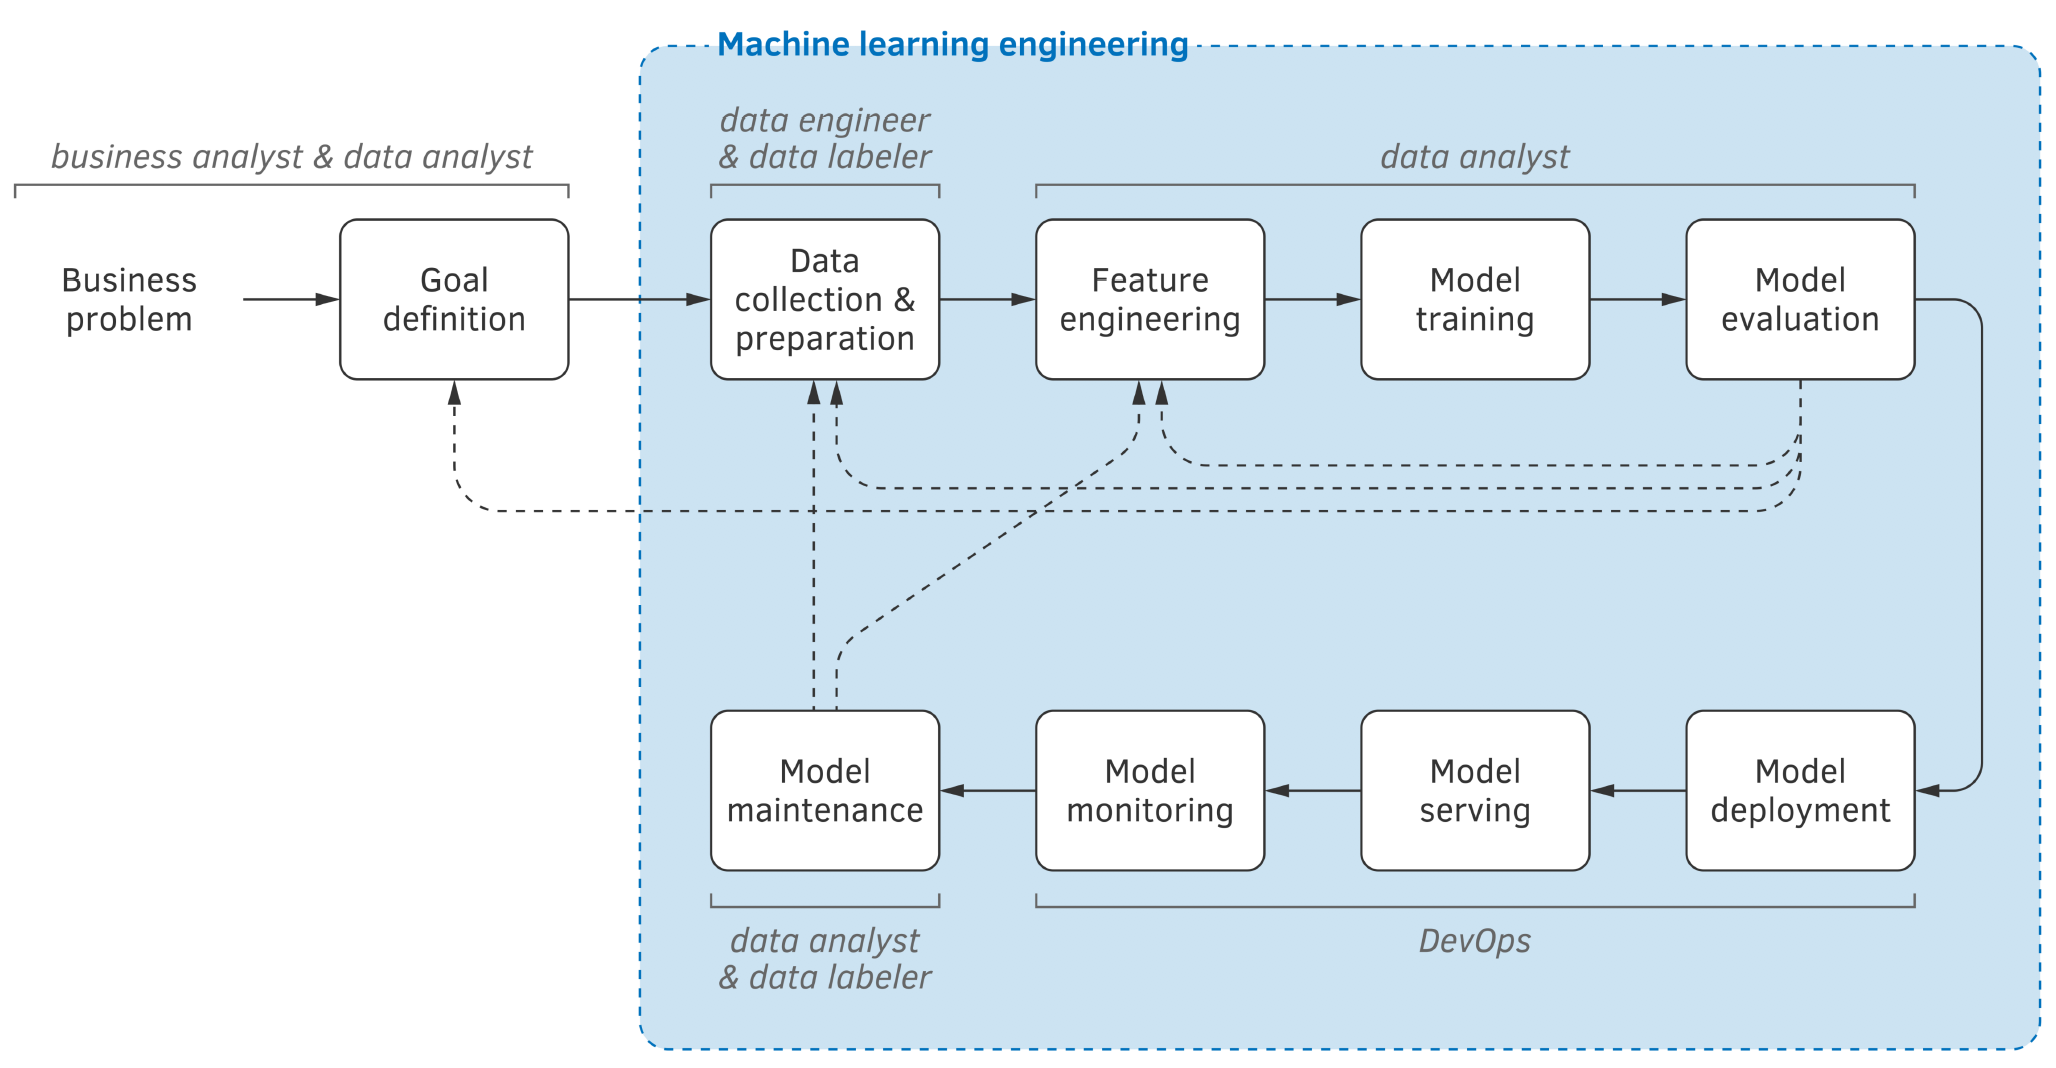 Machine learning engineering
business analyst & data analyst
data engineer
& data labeler
data analyst
Business
problem
Goal
definition
Data
collection &
preparation
Feature
engineering
Model
training
Model
evaluation
Model
maintenance
Model
monitoring
Model
serving
Model
deployment
data analyst
& data labeler
DevOps